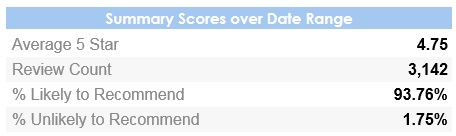 Summary Scores over Date Range
Average 5 Star 4.75
Review Count 3,142
% Likely to Recommend 93.76%
% Unlikely to Recommend 1.75%